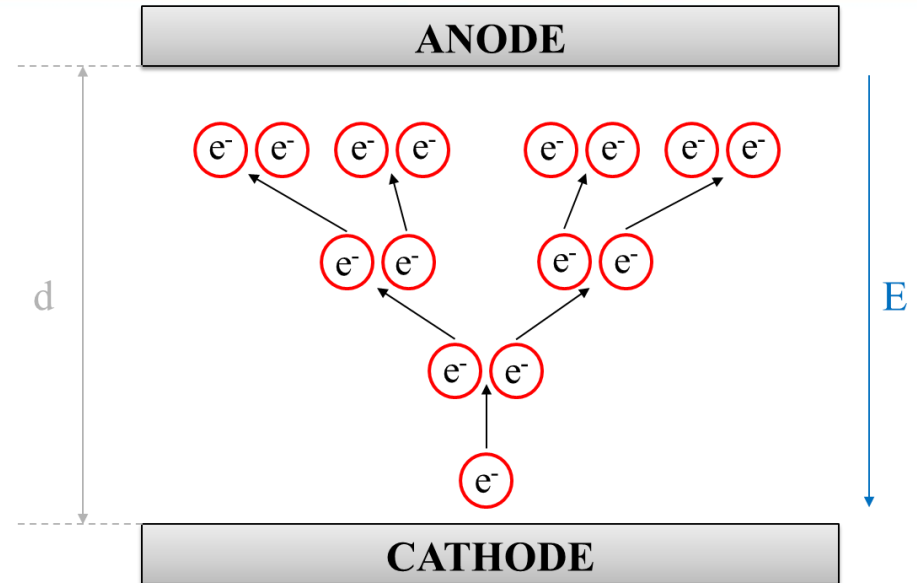 ANODE
e⁻ e⁻ e⁻ e⁻ e⁻ e⁻ e⁻ e⁻
e⁻ e⁻ e⁻ e⁻
d
E
e⁻ e⁻
e⁻
CATHODE